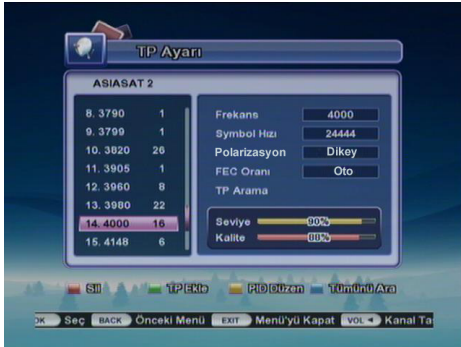 TP Ayarı
ASIASAT 2
8. 3790 1
9. 3799 1
10. 3820 26
11. 3905 1
12. 3960 8
13. 3980 22
14. 4000 16
15. 4148 6
Frekans 4000
Symbol Hızı 24444
Polarizasyon Dikey
FEC Oranı Oto
TP Arama
Seviye 90%
Kalite 88%
Sil TP Ekle PID Düzen Tümünü Ara
OK Seç BACK Önceki Menü EXIT Menü'yü Kapat VOL Kanal Ta